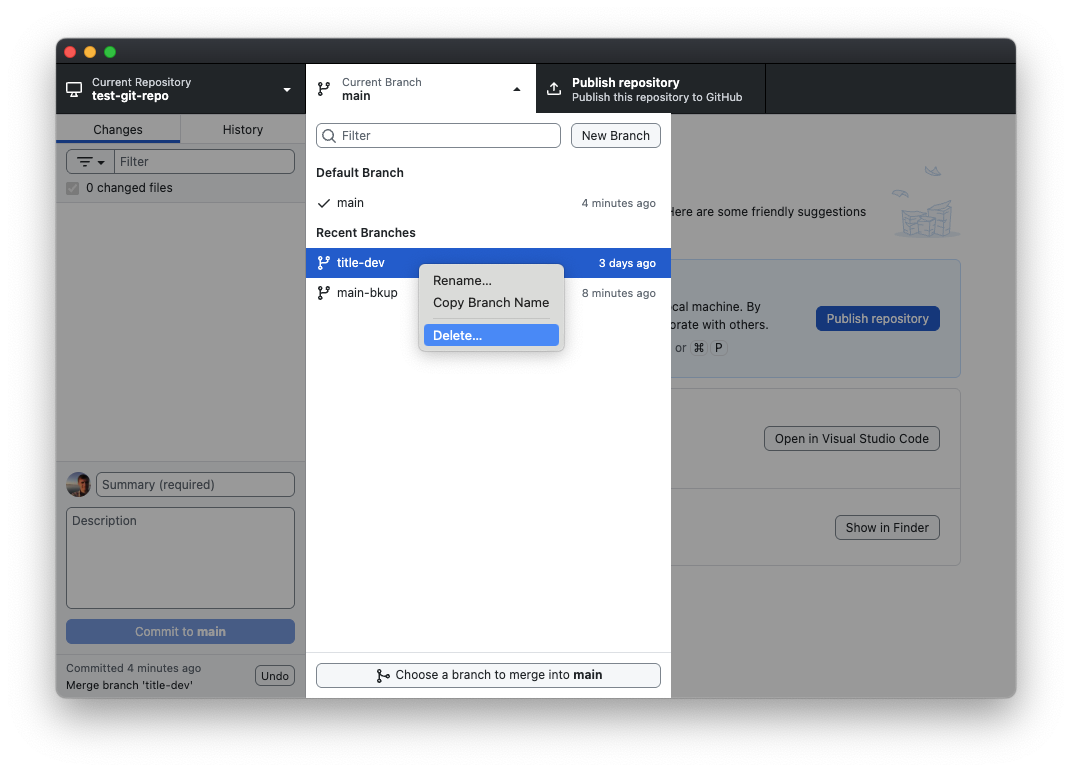 Current Repository
test-git-repo
Current Branch
main
Publish repository
Publish this repository to GitHub
Changes
History
Filter
0 changed files
Filter
New Branch
Default Branch
main
4 minutes ago
Recent Branches
title-dev
3 days ago
main-bkup
8 minutes ago
Rename...
Copy Branch Name
Delete...
Here are some friendly suggestions
local machine. By
orate with others.
or ⌘ P
Publish repository
Open in Visual Studio Code
Show in Finder
Summary (required)
Description
Commit to main
Committed 4 minutes ago
Merge branch 'title-dev'
Undo
Choose a branch to merge into main